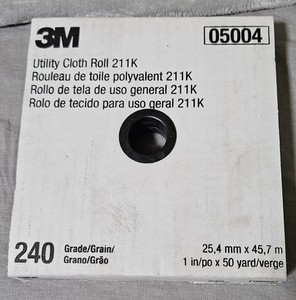 3M
05004
Utility Cloth Roll 211K
Rouleau de toile polyvalent 211K
Rollo de tela de uso general 211K
Rolo de tecido para uso geral 211K
240 Grade/Grain/
Grano/Grão
25,4 mm x 45,7 m
1 in/po x 50 yard/verge